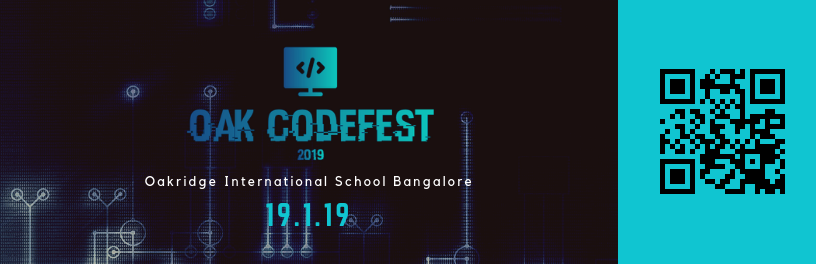 </>
OAK CODEFEST
2019
Oakridge International School Bangalore
19.1.19